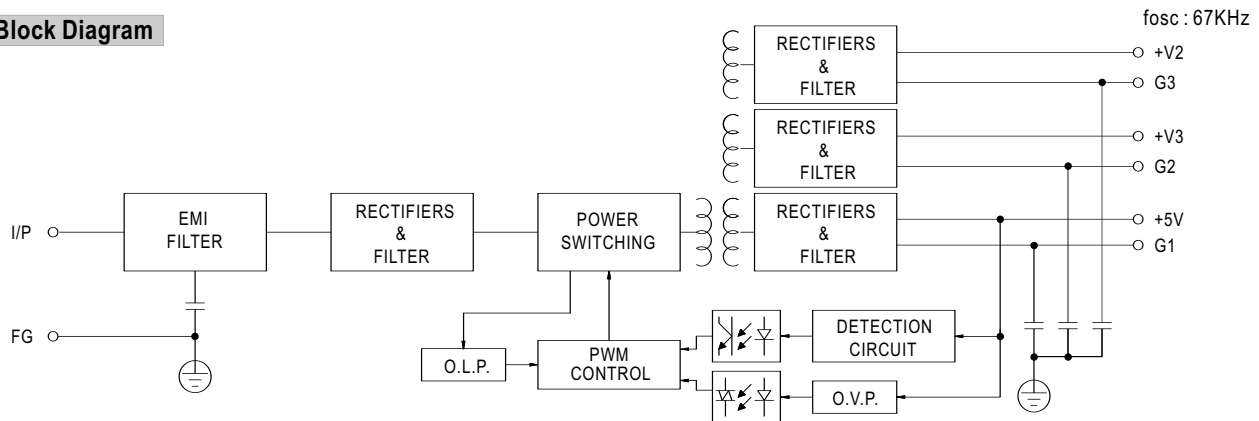 Block Diagram
fosc : 67KHz
RECTIFIERS
&
FILTER
+V2
G3
RECTIFIERS
&
FILTER
+V3
G2
I/P
EMI
FILTER
RECTIFIERS
&
FILTER
POWER
SWITCHING
RECTIFIERS
&
FILTER
+5V
G1
FG
O.L.P.
PWM
CONTROL
DETECTION
CIRCUIT
O.V.P.